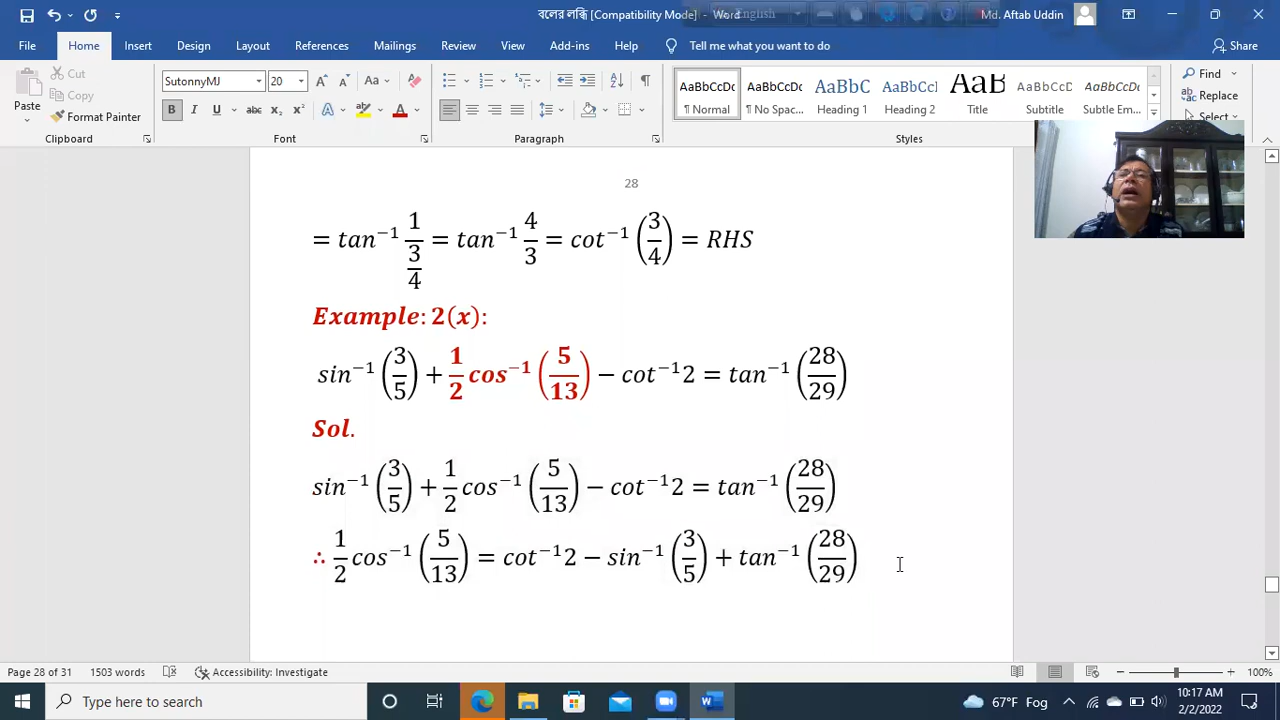 বলের লব্ধি [Compatibility Mode] - Word
English
Md. Aftab Uddin
File Home Insert Design Layout References Mailings Review View Add-ins Help Tell me what you want to do Share
Paste
Cut
Copy
Format Painter
Clipboard
SutonnyMJ 20
Font
Paragraph
AaBbCcDc AaBbCcDc AaBbC AaBbCcD AaB AaBbCcD AaBbCcDc
¶ Normal ¶ No Spac... Heading 1 Heading 2 Title Subtitle Subtle Em...
Styles
Find
Replace
Select
28
= tan⁻¹ 1/(3/4) = tan⁻¹ 4/3 = cot⁻¹ (3/4) = RHS
Example: 2(x):
sin⁻¹ (3/5) + 1/2 cos⁻¹ (5/13) − cot⁻¹2 = tan⁻¹ (28/29)
Sol.
sin⁻¹ (3/5) + 1/2 cos⁻¹ (5/13) − cot⁻¹2 = tan⁻¹ (28/29)
∴ 1/2 cos⁻¹ (5/13) = cot⁻¹2 − sin⁻¹ (3/5) + tan⁻¹ (28/29)
Page 28 of 31 1503 words Accessibility: Investigate 100%
Type here to search
67°F Fog
10:17 AM
2/2/2022